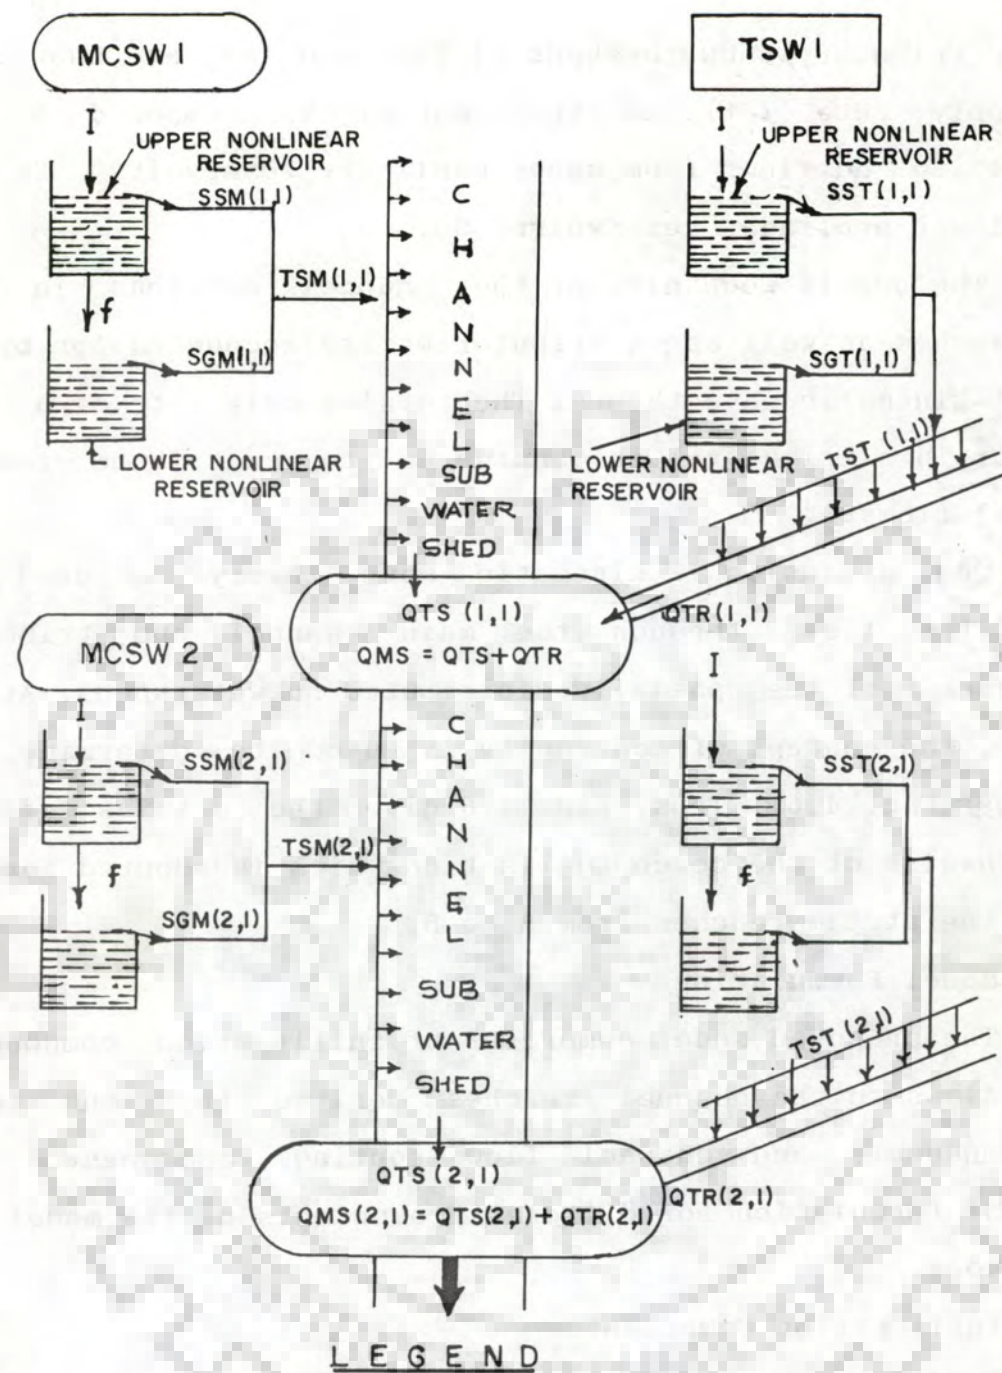 MCSW 1
I
UPPER NONLINEAR
RESERVOIR
SSM(1,1)
f
TSM(1,1)
SGM(1,1)
LOWER NONLINEAR
RESERVOIR
CHANNEL
SUB
WATER
SHED
TSW 1
I
UPPER NONLINEAR
RESERVOIR
SST(1,1)
SGT(1,1)
LOWER NONLINEAR
RESERVOIR
TST (1,1)
QTS (1,1)
QMS = QTS+QTR
QTR(1,1)
MCSW 2
I
SSM(2,1)
f
TSM(2,1)
SGM(2,1)
CHANNEL
SUB
WATER
SHED
I
SST(2,1)
f
TST (2,1)
QTS (2,1)
QMS(2,1) = QTS(2,1) + QTR(2,1)
QTR(2,1)
LEGEND